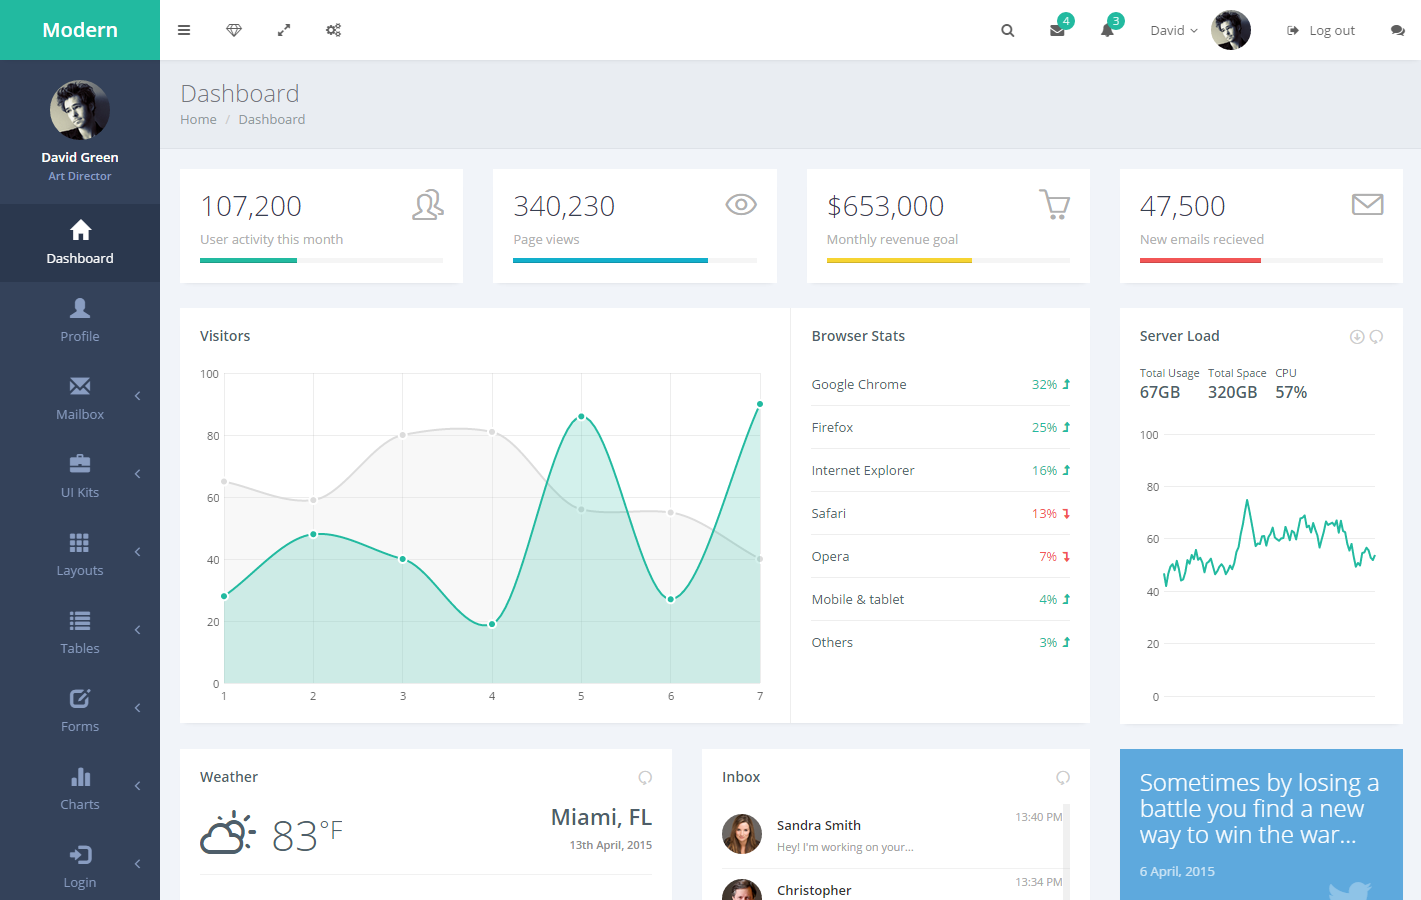 Modern
4
3
David
Log out
David Green
Art Director
Dashboard
Profile
Mailbox
UI Kits
Layouts
Tables
Forms
Charts
Login
Dashboard
Home / Dashboard
107,200
User activity this month
340,230
Page views
$653,000
Monthly revenue goal
47,500
New emails recieved
Visitors
100
80
60
40
20
0
1 2 3 4 5 6 7
Browser Stats
Google Chrome 32%
Firefox 25%
Internet Explorer 16%
Safari 13%
Opera 7%
Mobile & tablet 4%
Others 3%
Server Load
Total Usage Total Space CPU
67GB 320GB 57%
100
80
60
40
20
0
Weather
83°F
Miami, FL
13th April, 2015
Inbox
Sandra Smith
13:40 PM
Hey! I'm working on your...
Christopher
13:34 PM
Sometimes by losing a
battle you find a new
way to win the war...
6 April, 2015